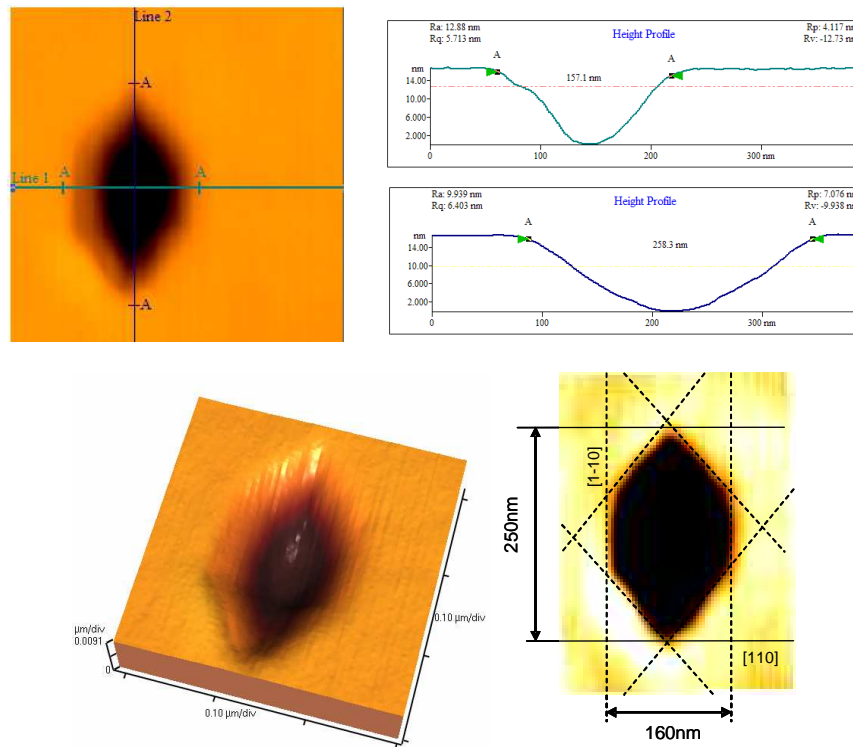 Line 2
A
Line 1
A
A
A
Ra: 12.88 nm
Rq: 5.713 nm
Height Profile
Rp: 4.117 nm
Rv: -12.73 nm
nm
14.00
10.00
6.000
2.000
A
157.1 nm
A
0
100
200
300 nm
Ra: 9.939 nm
Rq: 6.403 nm
Height Profile
Rp: 7.076 nm
Rv: -9.938 nm
nm
14.00
10.00
6.000
2.000
A
258.3 nm
A
0
100
200
300 nm
µm/div
0.0091
0
0.10 µm/div
0.10 µm/div
250nm
[1-10]
[110]
160nm